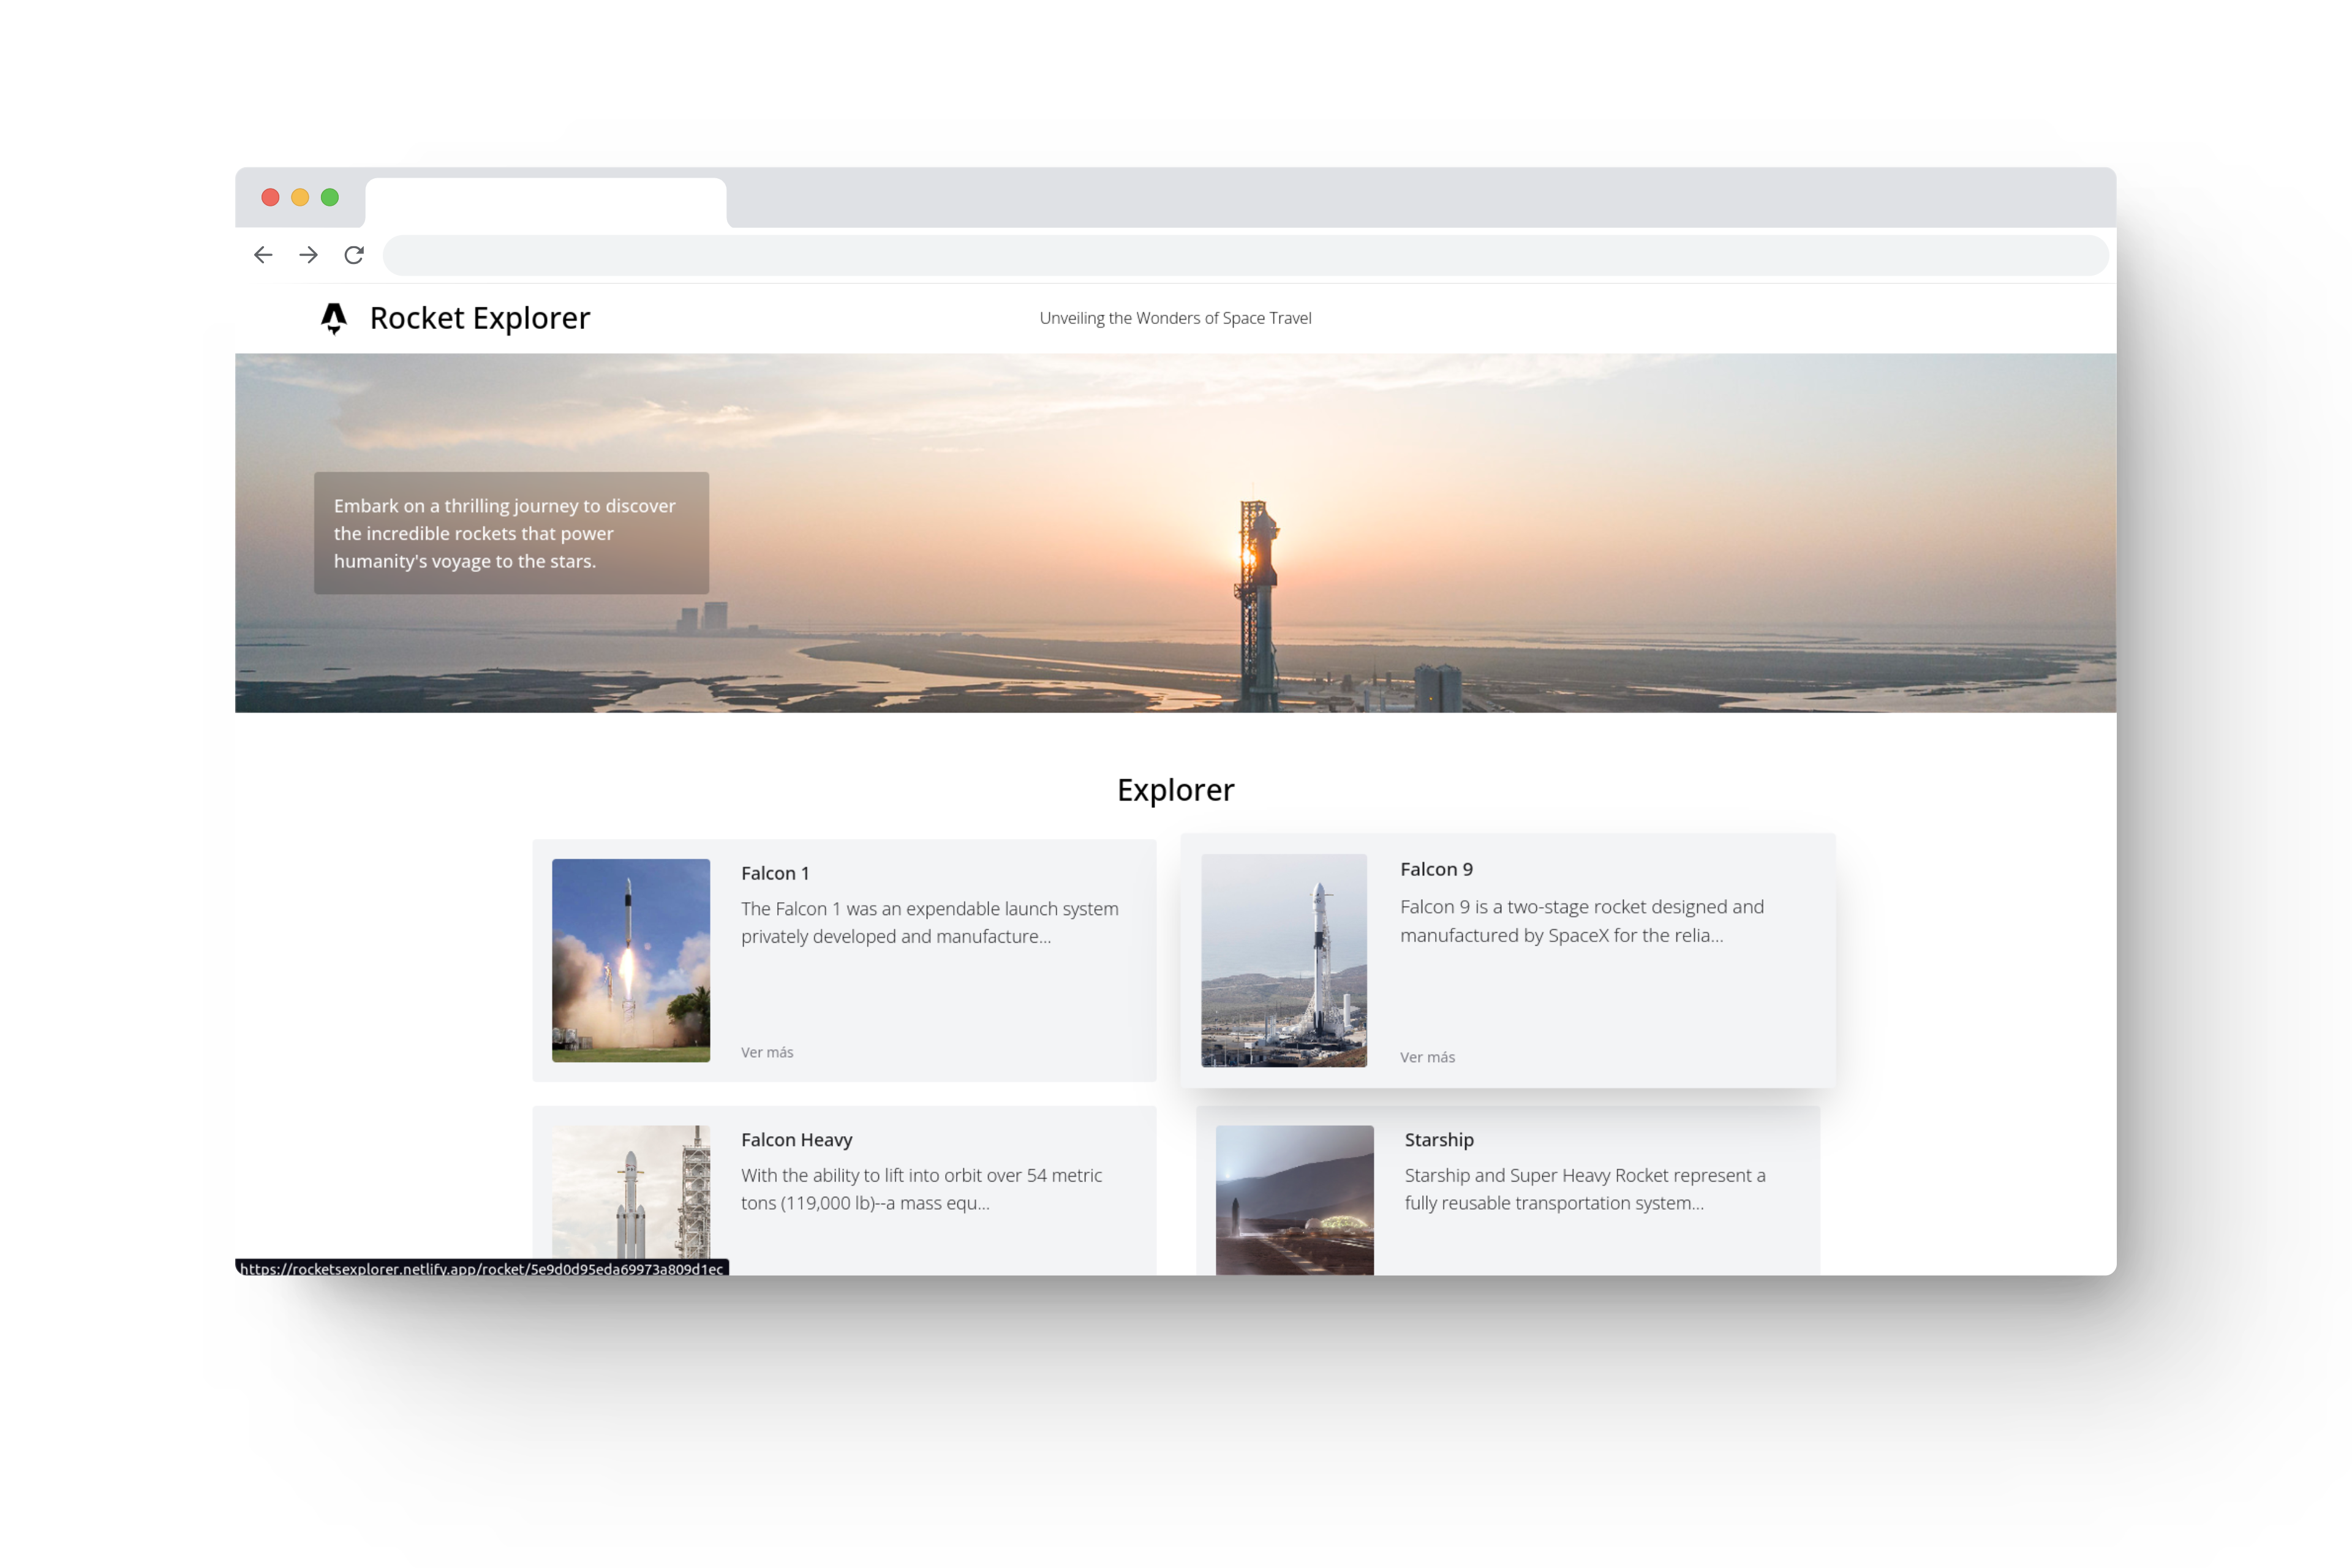 Rocket Explorer
Unveiling the Wonders of Space Travel
Embark on a thrilling journey to discover
the incredible rockets that power
humanity's voyage to the stars.
Explorer
Falcon 1
The Falcon 1 was an expendable launch system
privately developed and manufacture...
Ver más
Falcon 9
Falcon 9 is a two-stage rocket designed and
manufactured by SpaceX for the relia...
Ver más
Falcon Heavy
With the ability to lift into orbit over 54 metric
tons (119,000 lb)--a mass equ...
Starship
Starship and Super Heavy Rocket represent a
fully reusable transportation system...
https://rocketsexplorer.netlify.app/rocket/5e9d0d95eda69973a809d1ec